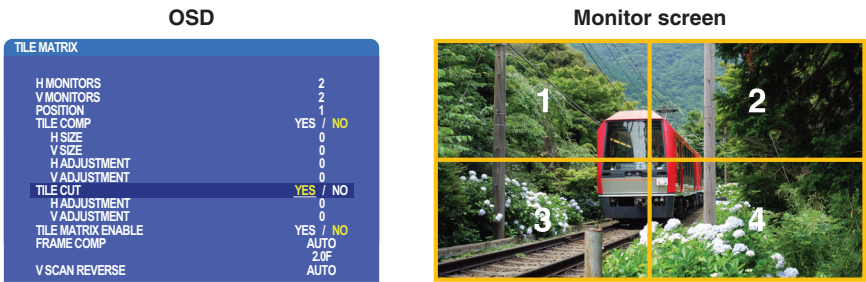 OSD
TILE MATRIX
H MONITORS 2
V MONITORS 2
POSITION 1
TILE COMP YES / NO
H SIZE 0
V SIZE 0
H ADJUSTMENT 0
V ADJUSTMENT 0
TILE CUT YES / NO
H ADJUSTMENT 0
V ADJUSTMENT 0
TILE MATRIX ENABLE YES / NO
FRAME COMP AUTO
2.0F
V SCAN REVERSE AUTO
Monitor screen
1 2
3 4